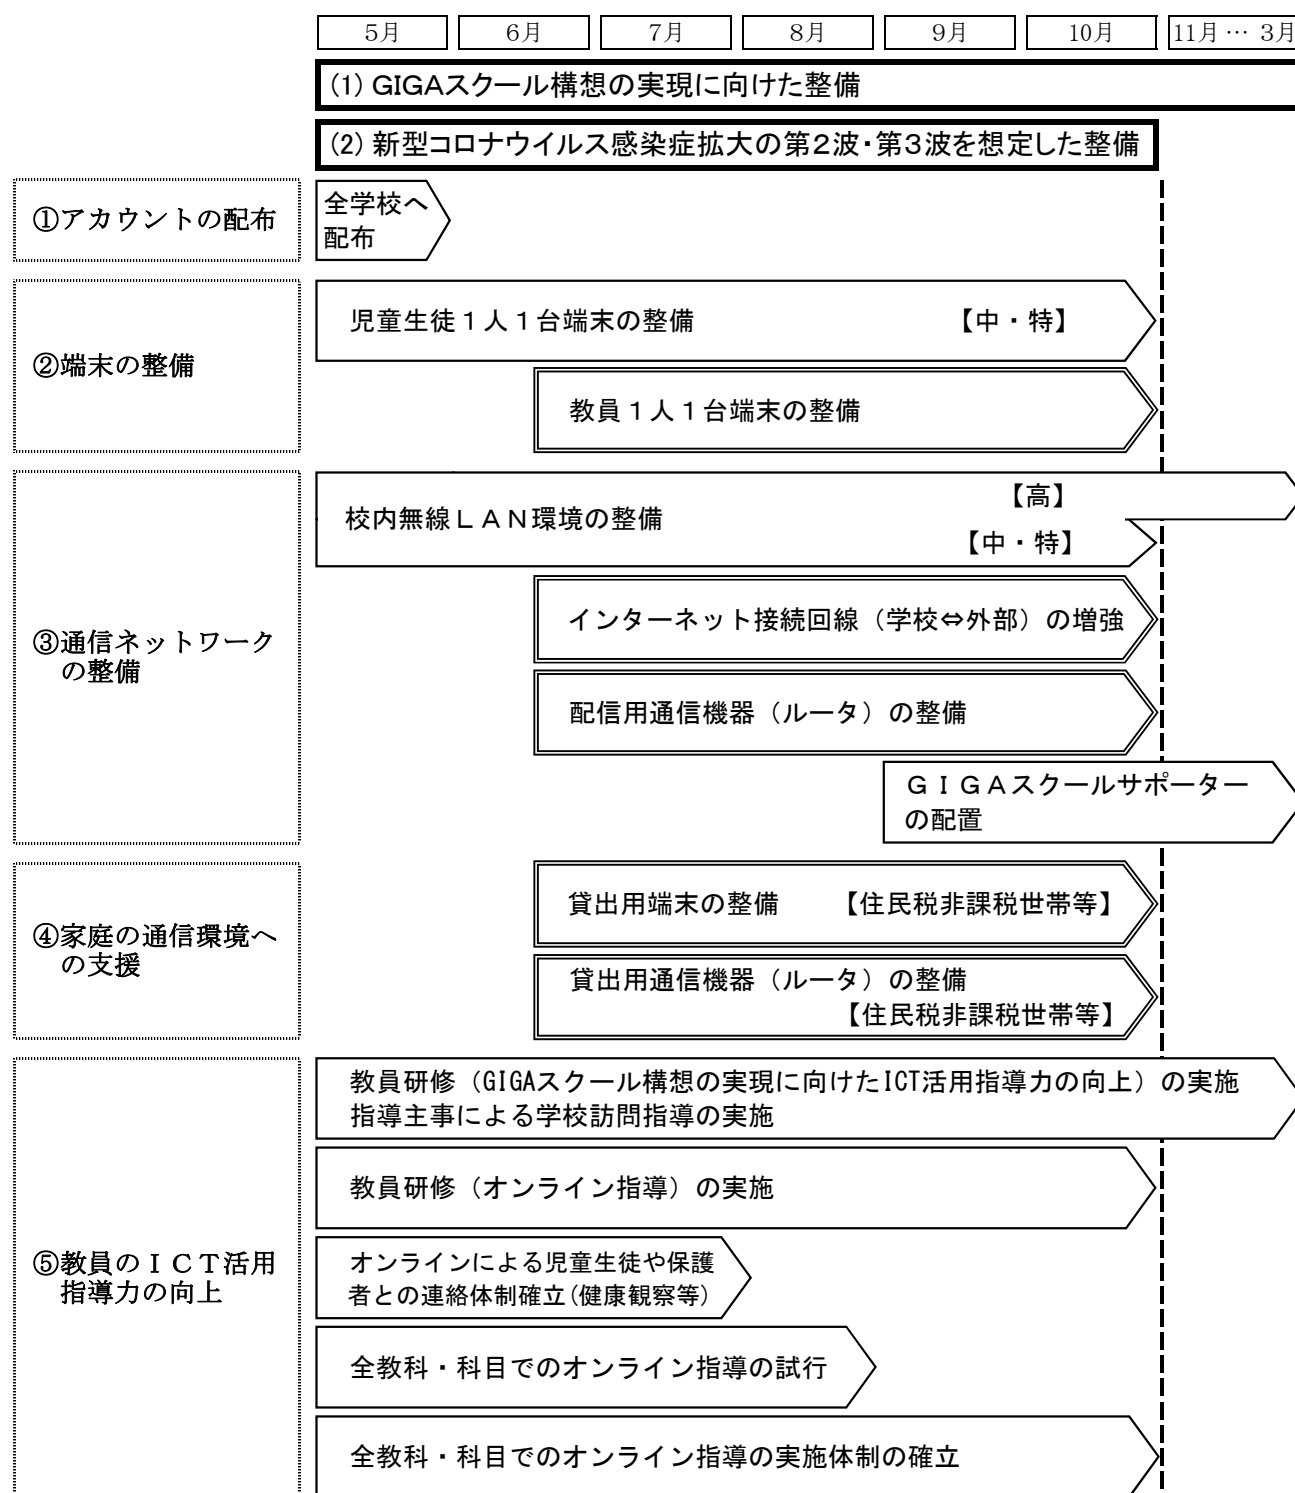 5月 6月 7月 8月 9月 10月 11月 … 3月
(1) GIGAスクール構想の実現に向けた整備
(2) 新型コロナウイルス感染症拡大の第2波・第3波を想定した整備
①アカウントの配布
全学校へ
配布
②端末の整備
児童生徒１人１台端末の整備 【中・特】
教員１人１台端末の整備
③通信ネットワーク
の整備
校内無線ＬＡＮ環境の整備
【高】
【中・特】
インターネット接続回線（学校⇔外部）の増強
配信用通信機器（ルータ）の整備
ＧＩＧＡスクールサポーター
の配置
④家庭の通信環境へ
の支援
貸出用端末の整備 【住民税非課税世帯等】
貸出用通信機器（ルータ）の整備
【住民税非課税世帯等】
⑤教員のＩＣＴ活用
指導力の向上
教員研修（GIGAスクール構想の実現に向けたICT活用指導力の向上）の実施
指導主事による学校訪問指導の実施
教員研修（オンライン指導）の実施
オンラインによる児童生徒や保護
者との連絡体制確立(健康観察等)
全教科・科目でのオンライン指導の試行
全教科・科目でのオンライン指導の実施体制の確立